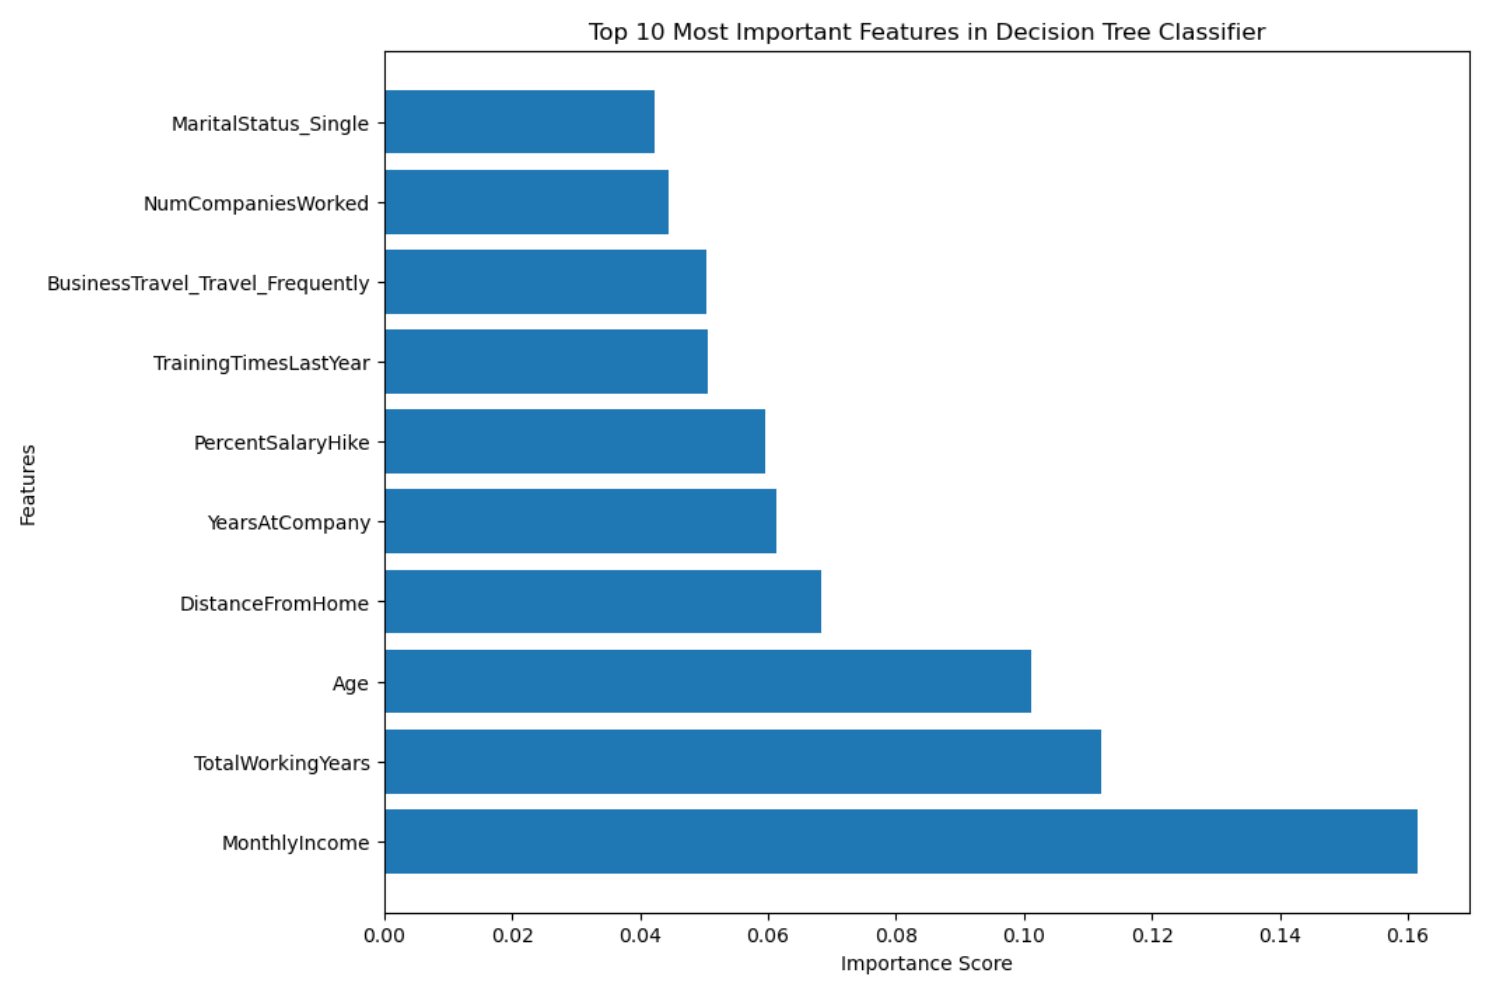 Top 10 Most Important Features in Decision Tree Classifier
MaritalStatus_Single
NumCompaniesWorked
BusinessTravel_Travel_Frequently
TrainingTimesLastYear
PercentSalaryHike
YearsAtCompany
DistanceFromHome
Age
TotalWorkingYears
MonthlyIncome
Features
0.00 0.02 0.04 0.06 0.08 0.10 0.12 0.14 0.16
Importance Score